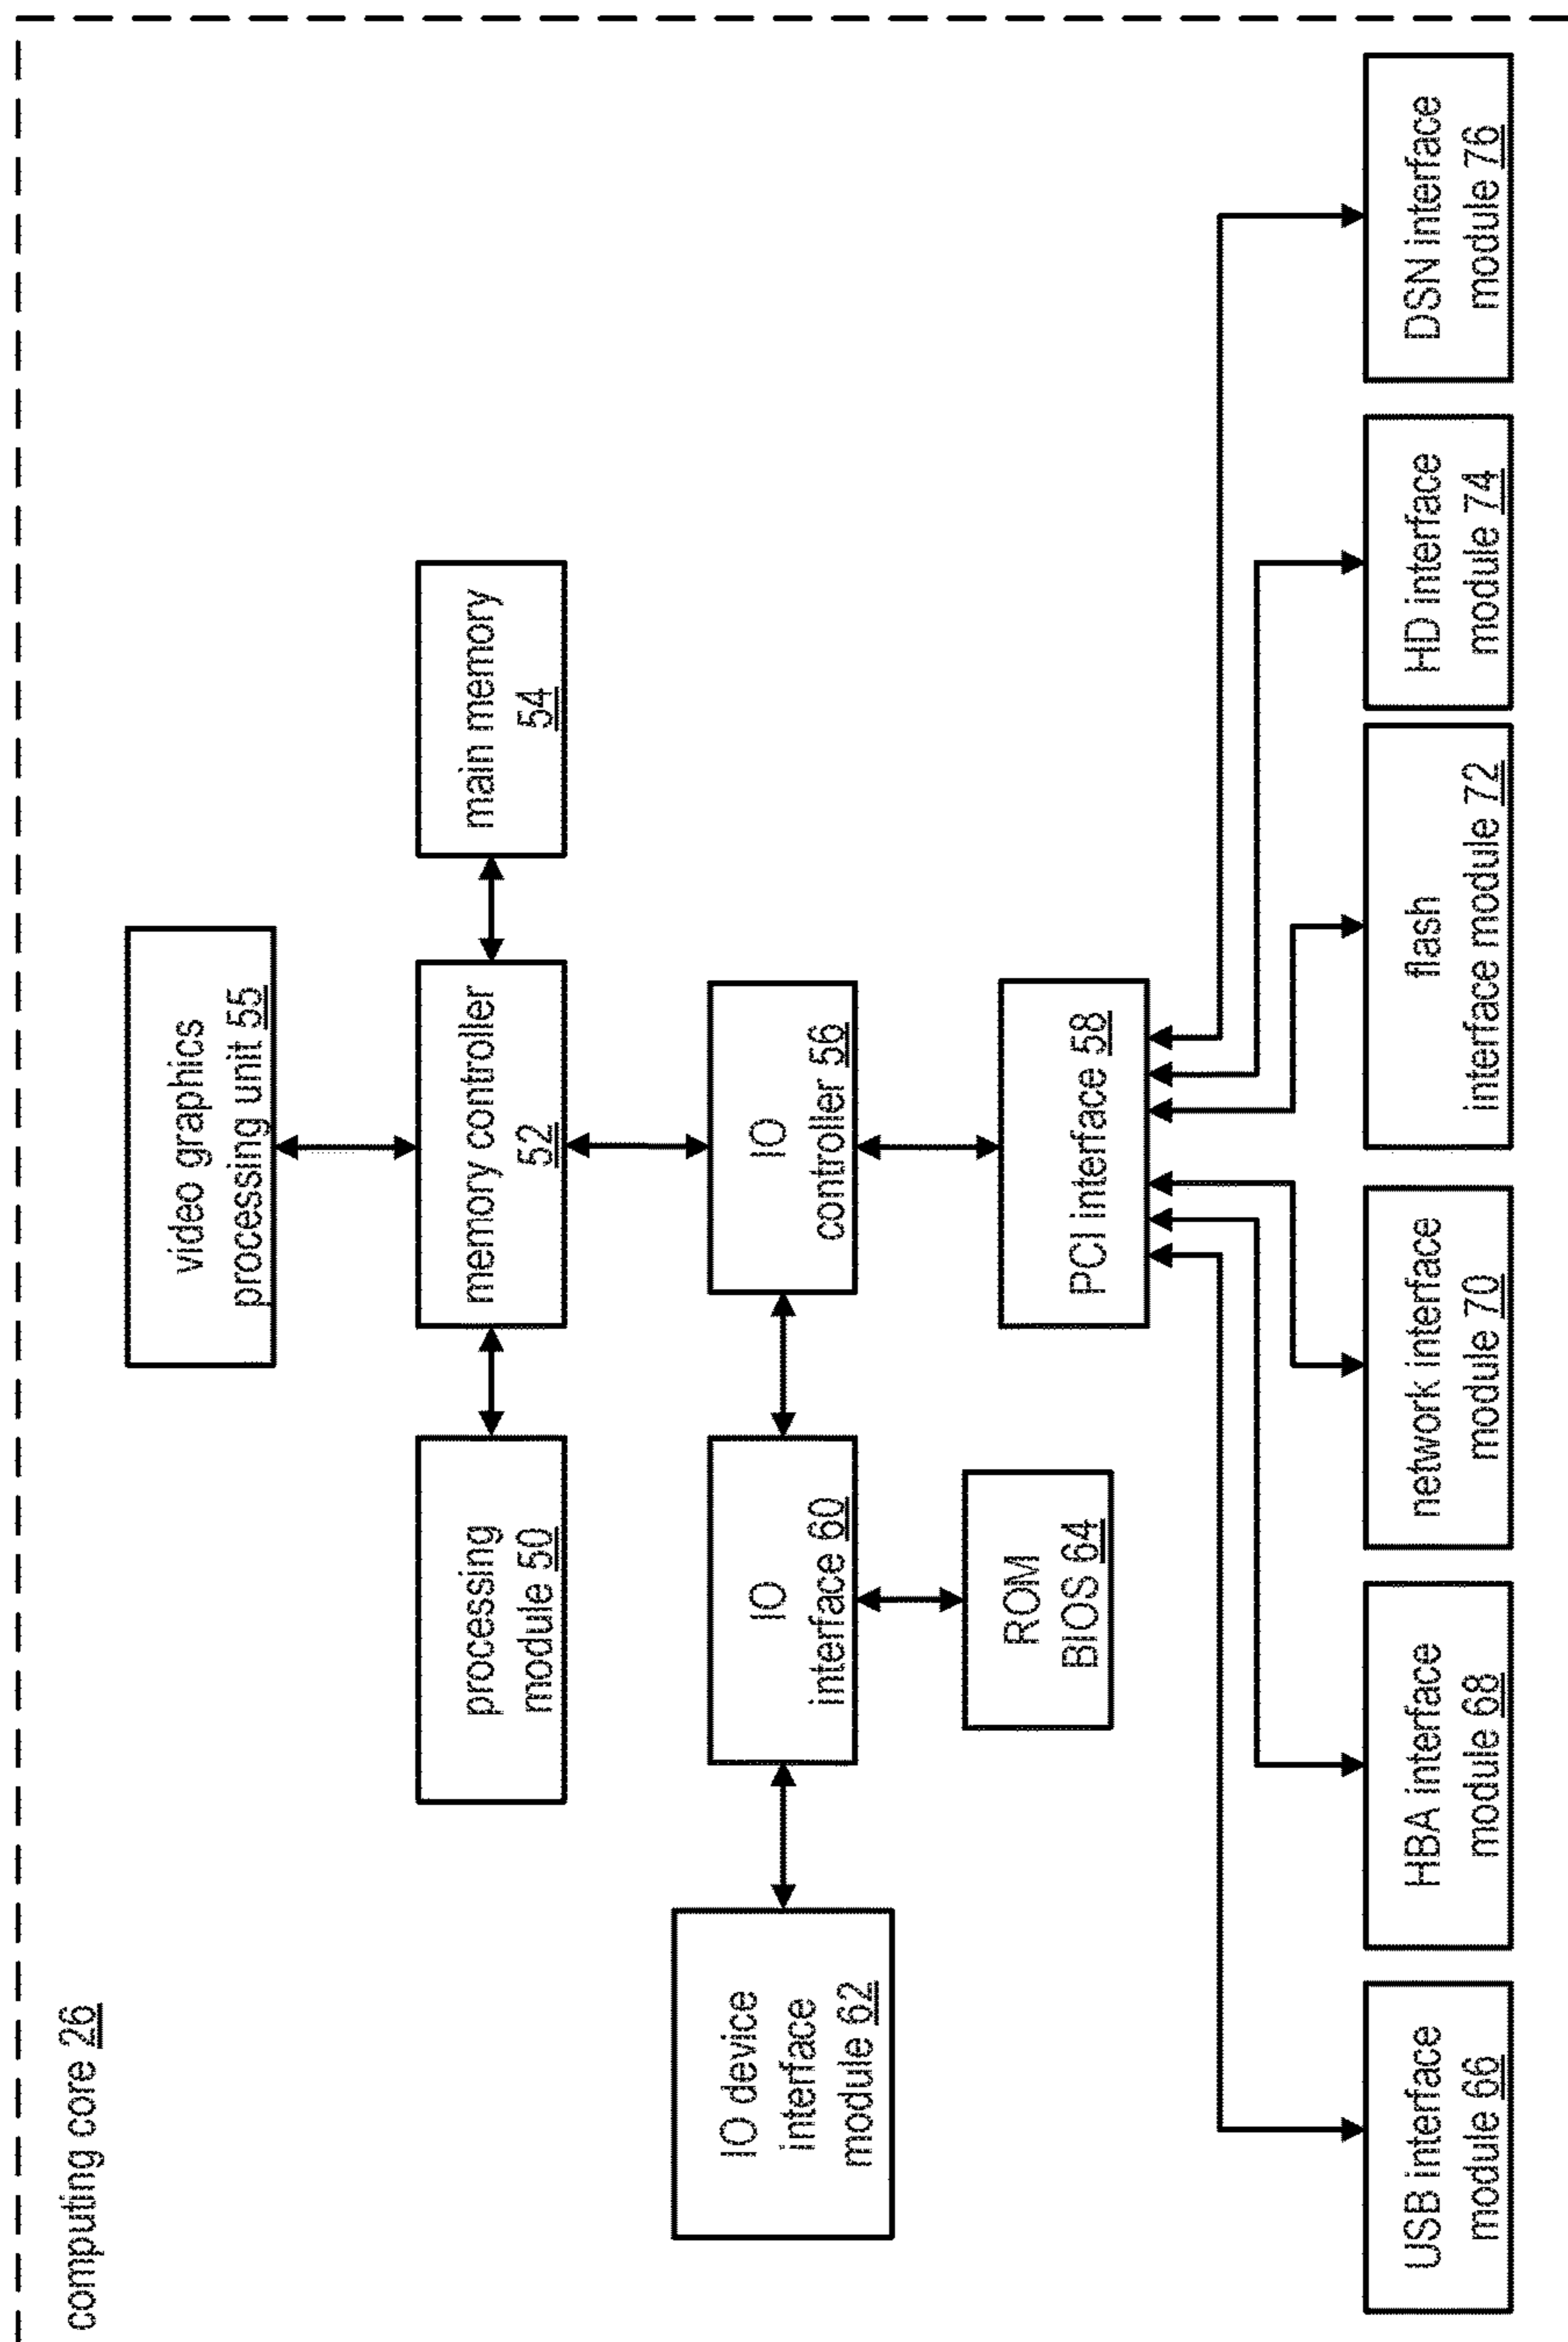 computing core 26
video graphics
processing unit 55
processing
module 50
memory controller
52
main memory
54
IO device
interface
module 62
IO
interface 60
IO
controller 56
ROM
BIOS 64
PCI interface 58
USB interface
module 66
HBA interface
module 68
network interface
module 70
flash
interface module 72
HD interface
module 74
DSN interface
module 76